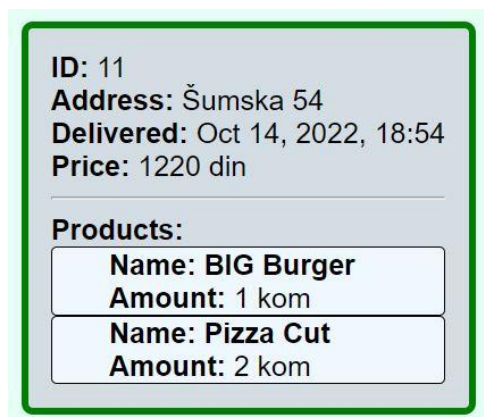 ID: 11
Address: Šumska 54
Delivered: Oct 14, 2022, 18:54
Price: 1220 din
Products:
Name: BIG Burger
Amount: 1 kom
Name: Pizza Cut
Amount: 2 kom